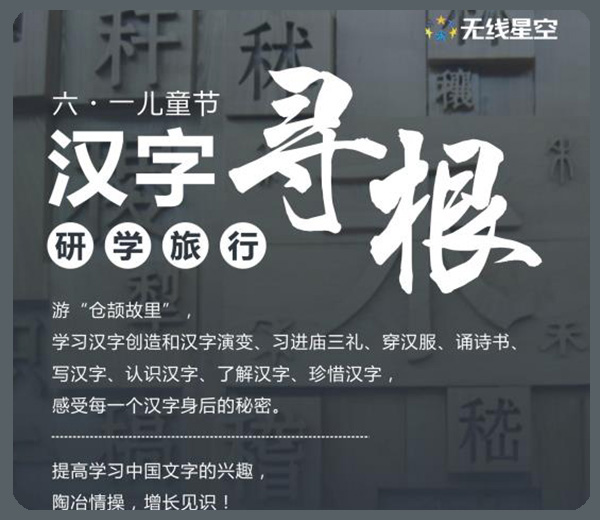 无线星空
六·一儿童节
汉字寻根
研学旅行
游“仓颉故里”，
学习汉字创造和汉字演变、习进庙三礼、穿汉服、诵诗书、
写汉字、认识汉字、了解汉字、珍惜汉字，
感受每一个汉字身后的秘密。
提高学习中国文字的兴趣，
陶冶情操，增长见识！
秆
秫
穰
嵇